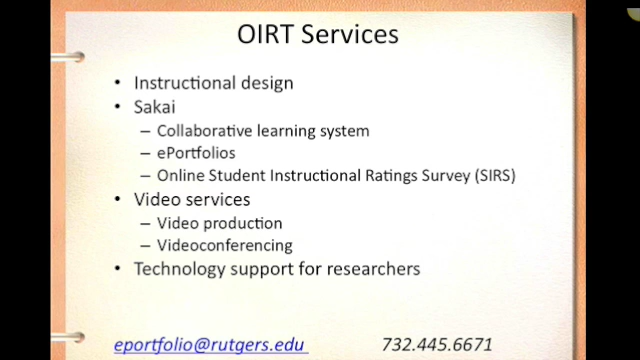 OIRT Services
• Instructional design
• Sakai
– Collaborative learning system
– ePortfolios
– Online Student Instructional Ratings Survey (SIRS)
• Video services
– Video production
– Videoconferencing
• Technology support for researchers
eportfolio@rutgers.edu 732.445.6671